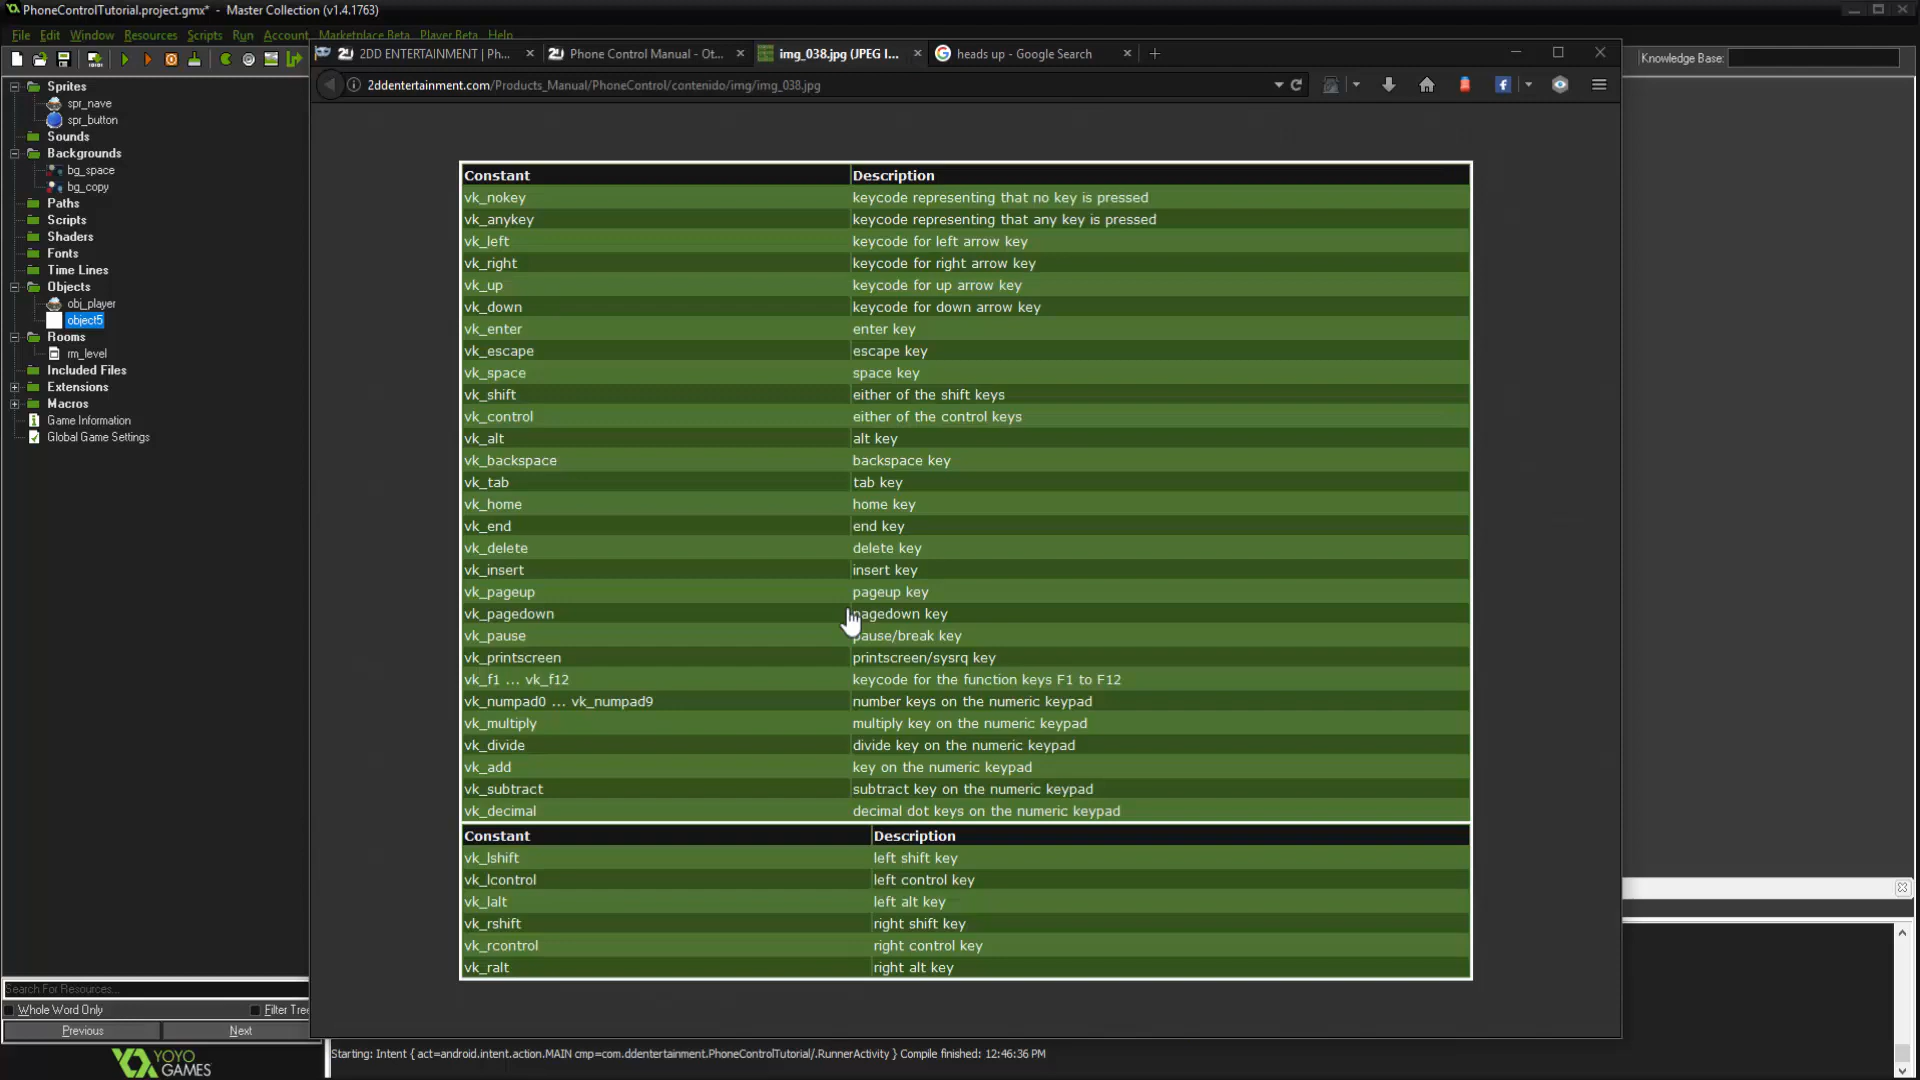 PhoneControlTutorial.project.gmx* - Master Collection (v1.4.1763)
File Edit Window Resources Scripts Run Account Marketplace Beta Player Beta Help
Knowledge Base:
2DD ENTERTAINMENT | Ph...
Phone Control Manual - Ot...
img_038.jpg (JPEG I...
heads up - Google Search
2ddentertainment.com/Products_Manual/PhoneControl/contenido/img/img_038.jpg
Sprites
spr_nave
spr_button
Sounds
Backgrounds
bg_space
bg_copy
Paths
Scripts
Shaders
Fonts
Time Lines
Objects
obj_player
object5
Rooms
rm_level
Included Files
Extensions
Macros
Game Information
Global Game Settings
Constant Description
vk_nokey keycode representing that no key is pressed
vk_anykey keycode representing that any key is pressed
vk_left keycode for left arrow key
vk_right keycode for right arrow key
vk_up keycode for up arrow key
vk_down keycode for down arrow key
vk_enter enter key
vk_escape escape key
vk_space space key
vk_shift either of the shift keys
vk_control either of the control keys
vk_alt alt key
vk_backspace backspace key
vk_tab tab key
vk_home home key
vk_end end key
vk_delete delete key
vk_insert insert key
vk_pageup pageup key
vk_pagedown pagedown key
vk_pause pause/break key
vk_printscreen printscreen/sysrq key
vk_f1 ... vk_f12 keycode for the function keys F1 to F12
vk_numpad0 ... vk_numpad9 number keys on the numeric keypad
vk_multiply multiply key on the numeric keypad
vk_divide divide key on the numeric keypad
vk_add key on the numeric keypad
vk_subtract subtract key on the numeric keypad
vk_decimal decimal dot keys on the numeric keypad
Constant Description
vk_lshift left shift key
vk_lcontrol left control key
vk_lalt left alt key
vk_rshift right shift key
vk_rcontrol right control key
vk_ralt right alt key
Search For Resources...
Whole Word Only Filter Tree
Previous Next
YOYO
GAMES
Starting: Intent { act=android.intent.action.MAIN cmp=com.ddentertainment.PhoneControlTutorial/.RunnerActivity } Compile finished: 12:46:36 PM